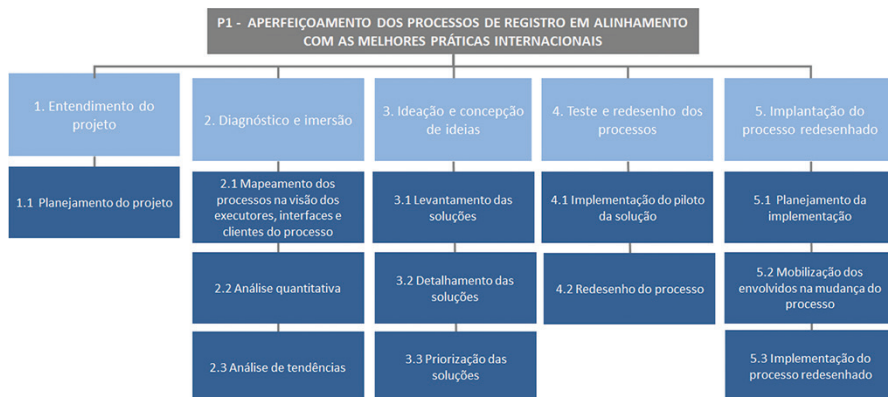 P1 - APERFEIÇOAMENTO DOS PROCESSOS DE REGISTRO EM ALINHAMENTO
COM AS MELHORES PRÁTICAS INTERNACIONAIS
1. Entendimento do
projeto
1.1 Planejamento do projeto
2. Diagnóstico e imersão
2.1 Mapeamento dos
processos na visão dos
executores, interfaces e
clientes do processo
2.2 Análise quantitativa
2.3 Análise de tendências
3. Ideação e concepção
de ideias
3.1 Levantamento das
soluções
3.2 Detalhamento das
soluções
3.3 Priorização das
soluções
4. Teste e redesenho dos
processos
4.1 Implementação do piloto
da solução
4.2 Redesenho do processo
5. Implantação do
processo redesenhado
5.1 Planejamento da
implementação
5.2 Mobilização dos
envolvidos na mudança do
processo
5.3 Implementação do
processo redesenhado